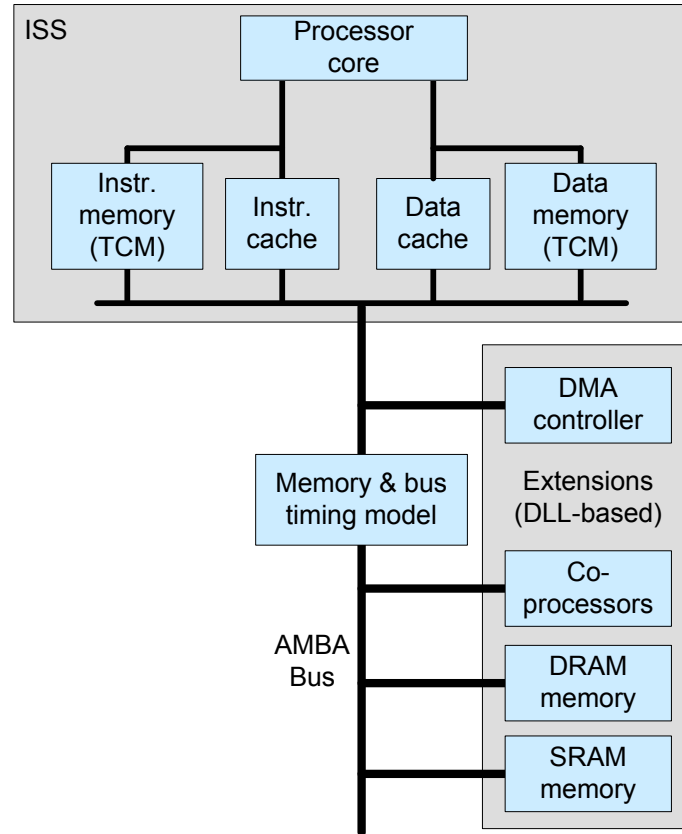 ISS
Processor
core
Instr.
memory
(TCM)
Instr.
cache
Data
cache
Data
memory
(TCM)
DMA
controller
Memory & bus
timing model
Extensions
(DLL-based)
Co-
processors
AMBA
Bus
DRAM
memory
SRAM
memory